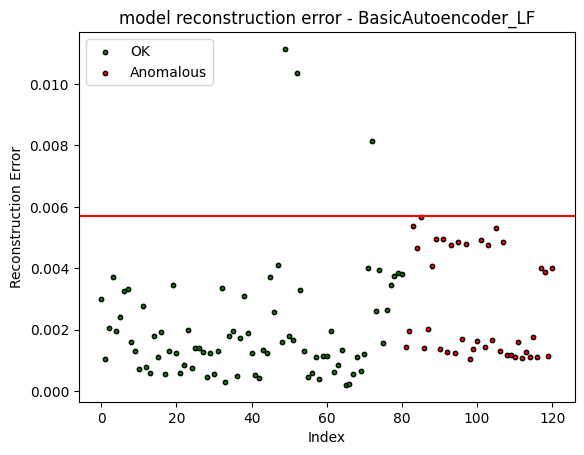 model reconstruction error - BasicAutoencoder_LF
OK
Anomalous
Reconstruction Error
0.010
0.008
0.006
0.004
0.002
0.000
0
20
40
60
80
100
120
Index